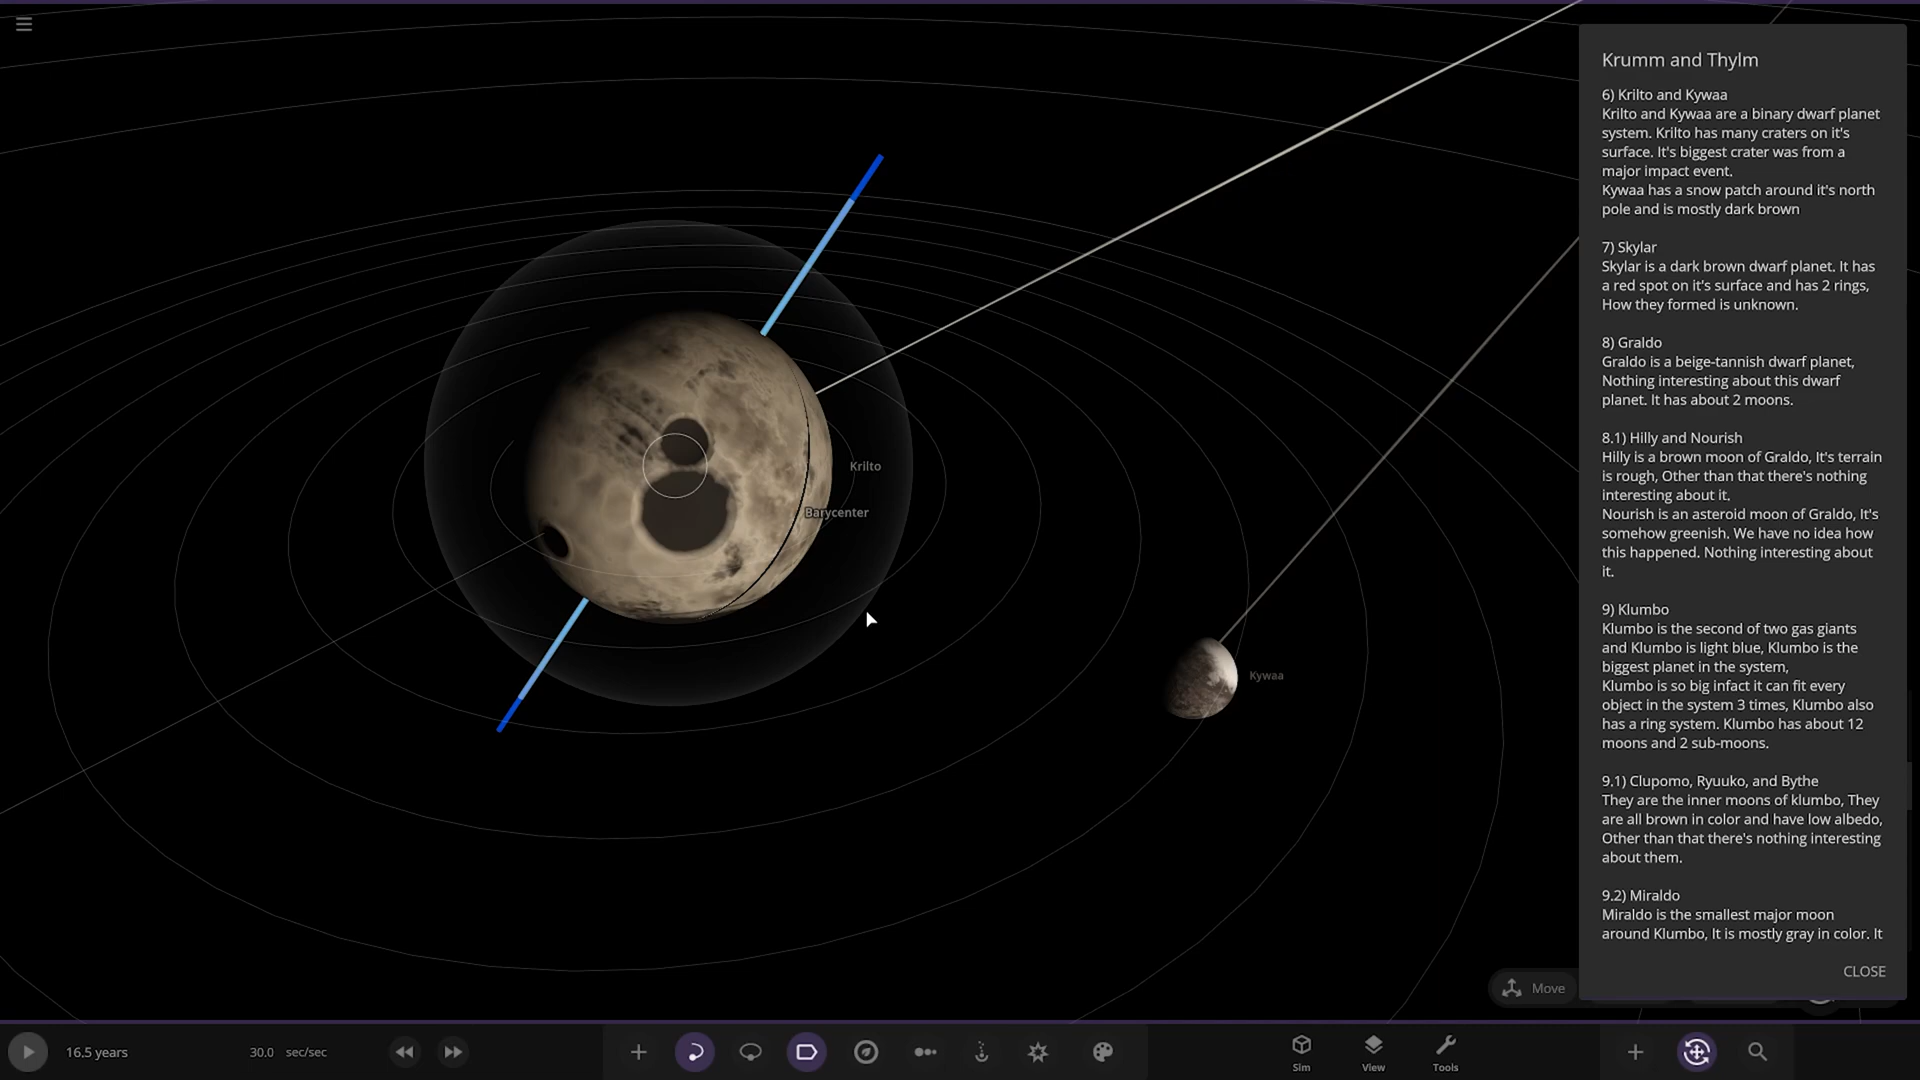 Krumm and Thylm
6) Krilto and Kywaa
Krilto and Kywaa are a binary dwarf planet
system. Krilto has many craters on it's
surface. It's biggest crater was from a
major impact event.
Kywaa has a snow patch around it's north
pole and is mostly dark brown
7) Skylar
Skylar is a dark brown dwarf planet. It has
a red spot on it's surface and has 2 rings,
How they formed is unknown.
8) Graldo
Graldo is a beige-tannish dwarf planet,
Nothing interesting about this dwarf
planet. It has about 2 moons.
8.1) Hilly and Nourish
Hilly is a brown moon of Graldo, It's terrain
is rough, Other than that there's nothing
interesting about it.
Nourish is an asteroid moon of Graldo, It's
somehow greenish. We have no idea how
this happened. Nothing interesting about
it.
9) Klumbo
Klumbo is the second of two gas giants
and Klumbo is light blue, Klumbo is the
biggest planet in the system,
Klumbo is so big infact it can fit every
object in the system 3 times, Klumbo also
has a ring system. Klumbo has about 12
moons and 2 sub-moons.
9.1) Clupomo, Ryuuko, and Bythe
They are the inner moons of klumbo, They
are all brown in color and have low albedo,
Other than that there's nothing interesting
about them.
9.2) Miraldo
Miraldo is the smallest major moon
around Klumbo, It is mostly gray in color. It
CLOSE
Krilto
Barycenter
Kywaa
Move
16.5 years
30.0 sec/sec
Sim
View
Tools